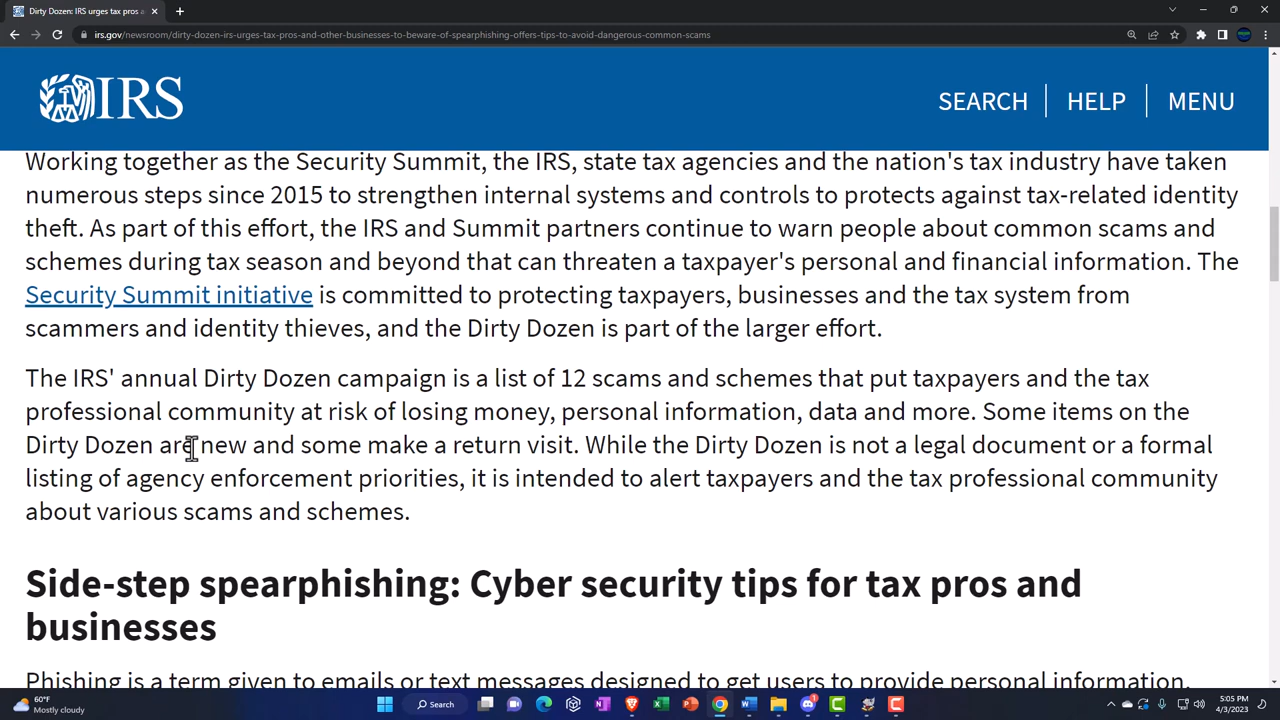 Dirty Dozen: IRS urges tax pros a
irs.gov/newsroom/dirty-dozen-irs-urges-tax-pros-and-other-businesses-to-beware-of-spearphishing-offers-tips-to-avoid-dangerous-common-scams
IRS
SEARCH HELP MENU
Working together as the Security Summit, the IRS, state tax agencies and the nation's tax industry have taken
numerous steps since 2015 to strengthen internal systems and controls to protects against tax-related identity
theft. As part of this effort, the IRS and Summit partners continue to warn people about common scams and
schemes during tax season and beyond that can threaten a taxpayer's personal and financial information. The
Security Summit initiative is committed to protecting taxpayers, businesses and the tax system from
scammers and identity thieves, and the Dirty Dozen is part of the larger effort.
The IRS' annual Dirty Dozen campaign is a list of 12 scams and schemes that put taxpayers and the tax
professional community at risk of losing money, personal information, data and more. Some items on the
Dirty Dozen are new and some make a return visit. While the Dirty Dozen is not a legal document or a formal
listing of agency enforcement priorities, it is intended to alert taxpayers and the tax professional community
about various scams and schemes.
Side-step spearphishing: Cyber security tips for tax pros and
businesses
Phishing is a term given to emails or text messages designed to get users to provide personal information.
60°F
Mostly cloudy
Search
5:05 PM
4/3/2023